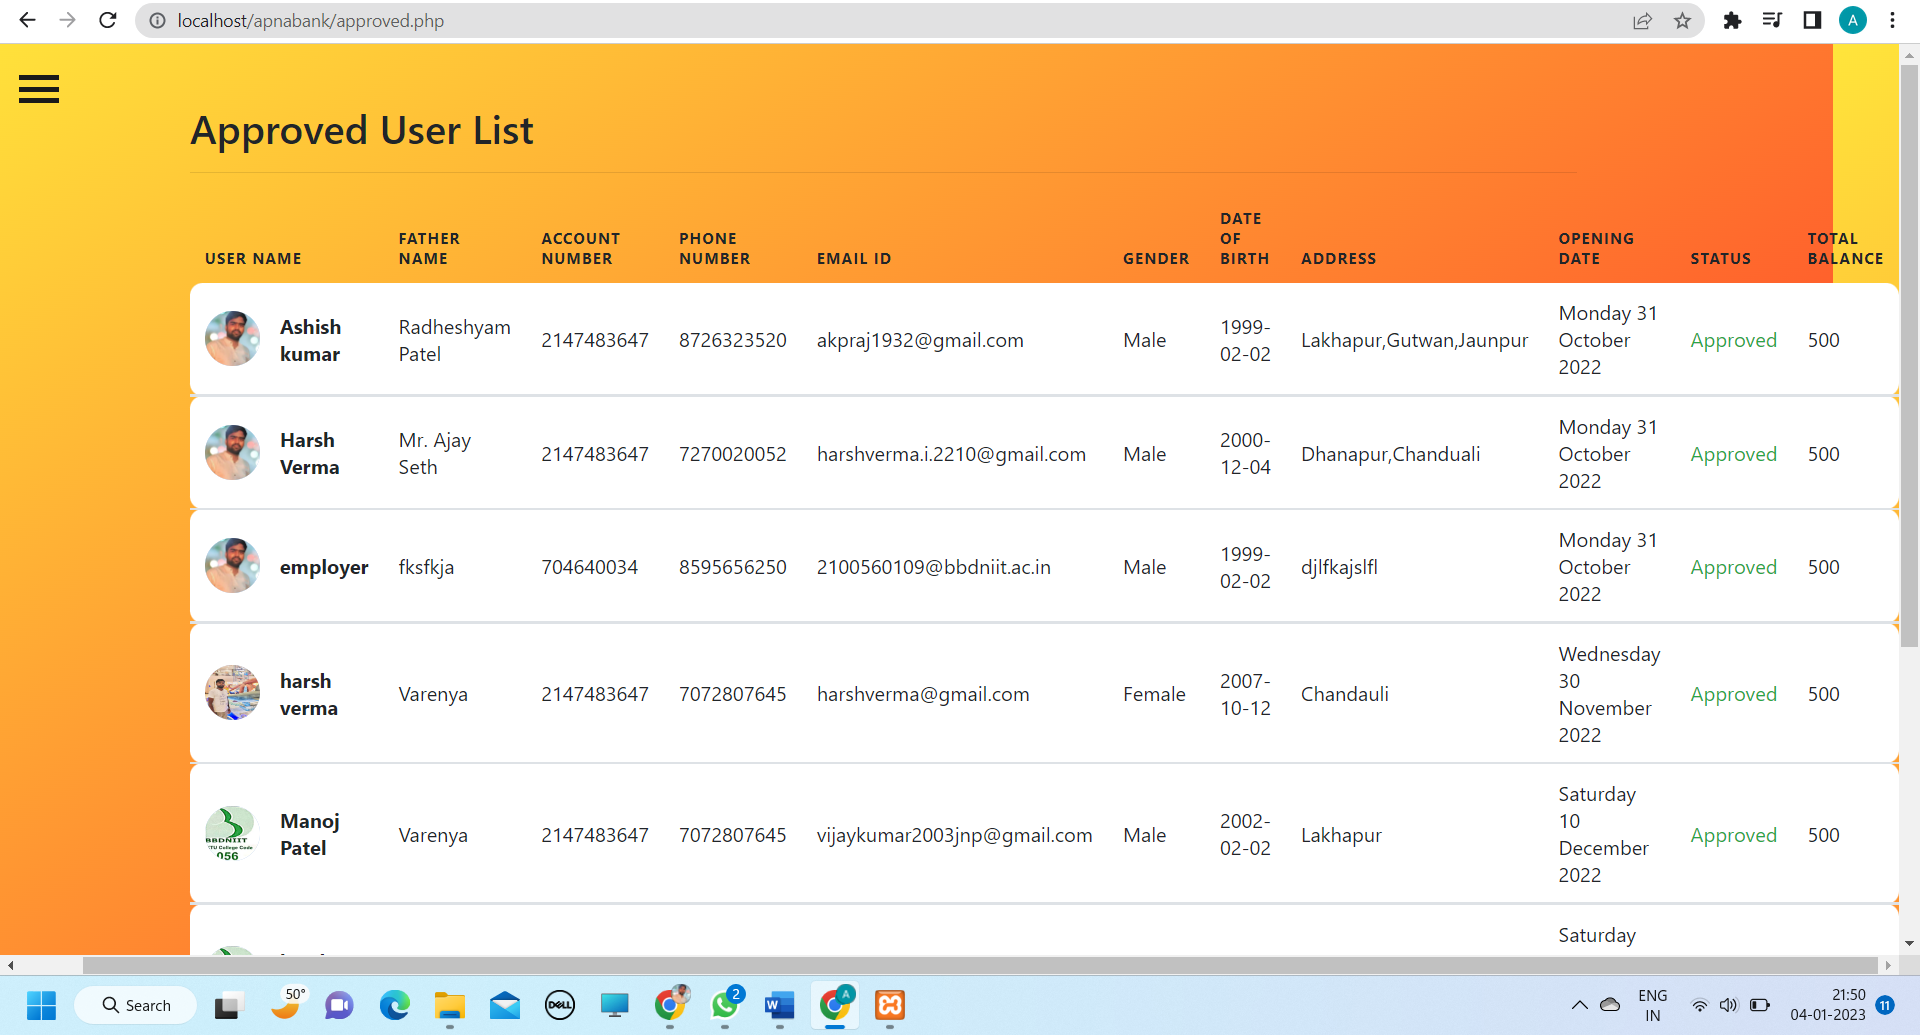 localhost/apnabank/approved.php
A
Approved User List
USER NAME
FATHER
NAME
ACCOUNT
NUMBER
PHONE
NUMBER
EMAIL ID
GENDER
DATE
OF
BIRTH
ADDRESS
OPENING
DATE
STATUS
TOTAL
BALANCE
Ashish
kumar
Radheshyam
Patel
2147483647
8726323520
akpraj1932@gmail.com
Male
1999-
02-02
Lakhapur,Gutwan,Jaunpur
Monday 31
October
2022
Approved
500
Harsh
Verma
Mr. Ajay
Seth
2147483647
7270020052
harshverma.i.2210@gmail.com
Male
2000-
12-04
Dhanapur,Chanduali
Monday 31
October
2022
Approved
500
employer
fksfkja
704640034
8595656250
2100560109@bbdniit.ac.in
Male
1999-
02-02
djlfkajslfl
Monday 31
October
2022
Approved
500
harsh
verma
Varenya
2147483647
7072807645
harshverma@gmail.com
Female
2007-
10-12
Chandauli
Wednesday
30
November
2022
Approved
500
BBDNIIT
College Code
056
Manoj
Patel
Varenya
2147483647
7072807645
vijaykumar2003jnp@gmail.com
Male
2002-
02-02
Lakhapur
Saturday
10
December
2022
Approved
500
Saturday
Search
50°
DELL
2
W
A
ENG
IN
21:50
04-01-2023
11